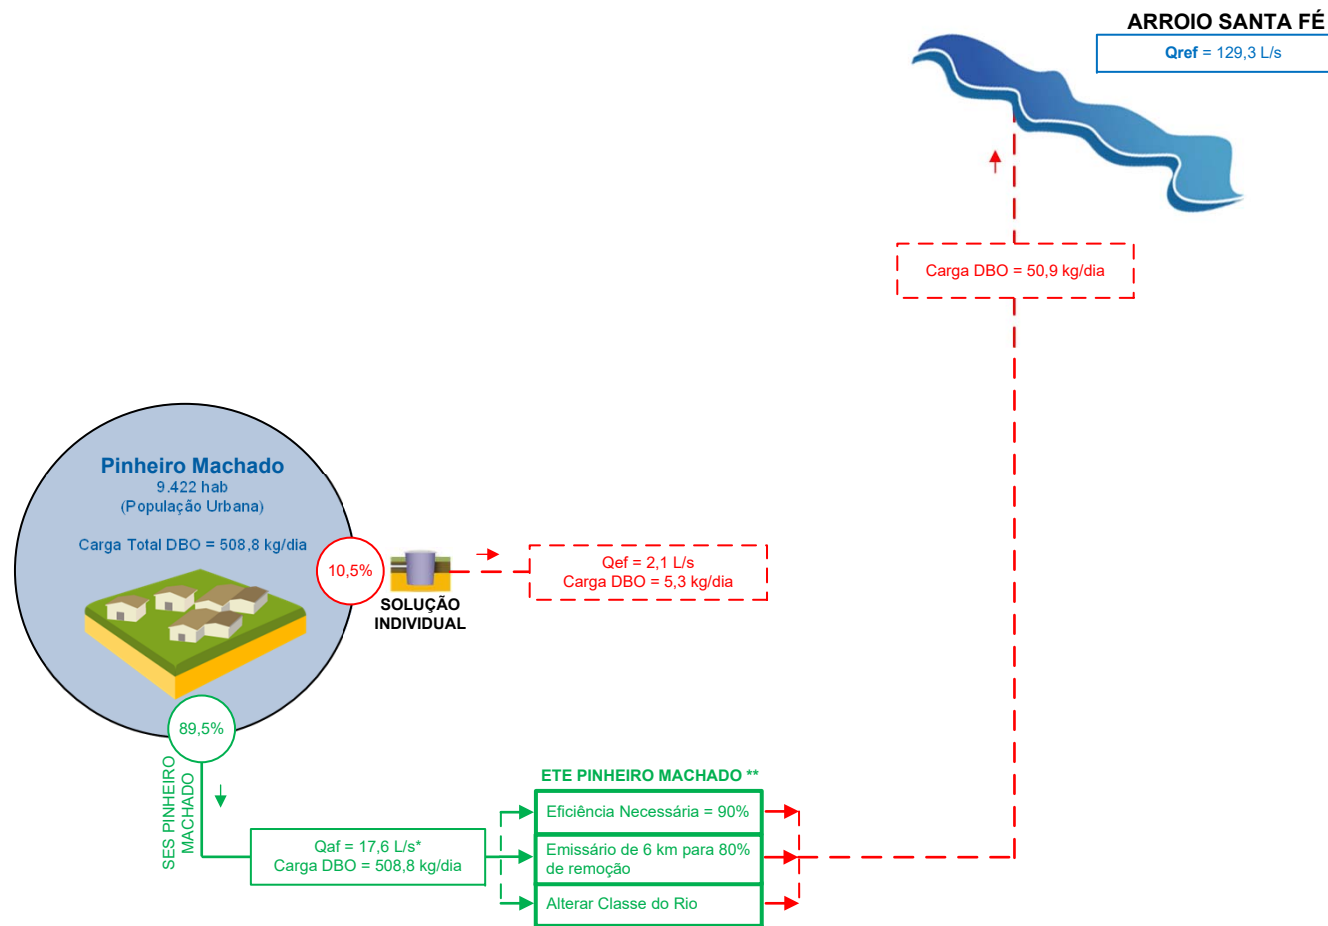 ARROIO SANTA FÉ
Qref = 129,3 L/s
Carga DBO = 50,9 kg/dia
Pinheiro Machado
9.422 hab
(População Urbana)
Carga Total DBO = 508,8 kg/dia
10,5%
SOLUÇÃO
INDIVIDUAL
Qef = 2,1 L/s
Carga DBO = 5,3 kg/dia
89,5%
SES PINHEIRO
MACHADO
Qaf = 17,6 L/s*
Carga DBO = 508,8 kg/dia
ETE PINHEIRO MACHADO **
Eficiência Necessária = 90%
Emissário de 6 km para 80%
de remoção
Alterar Classe do Rio